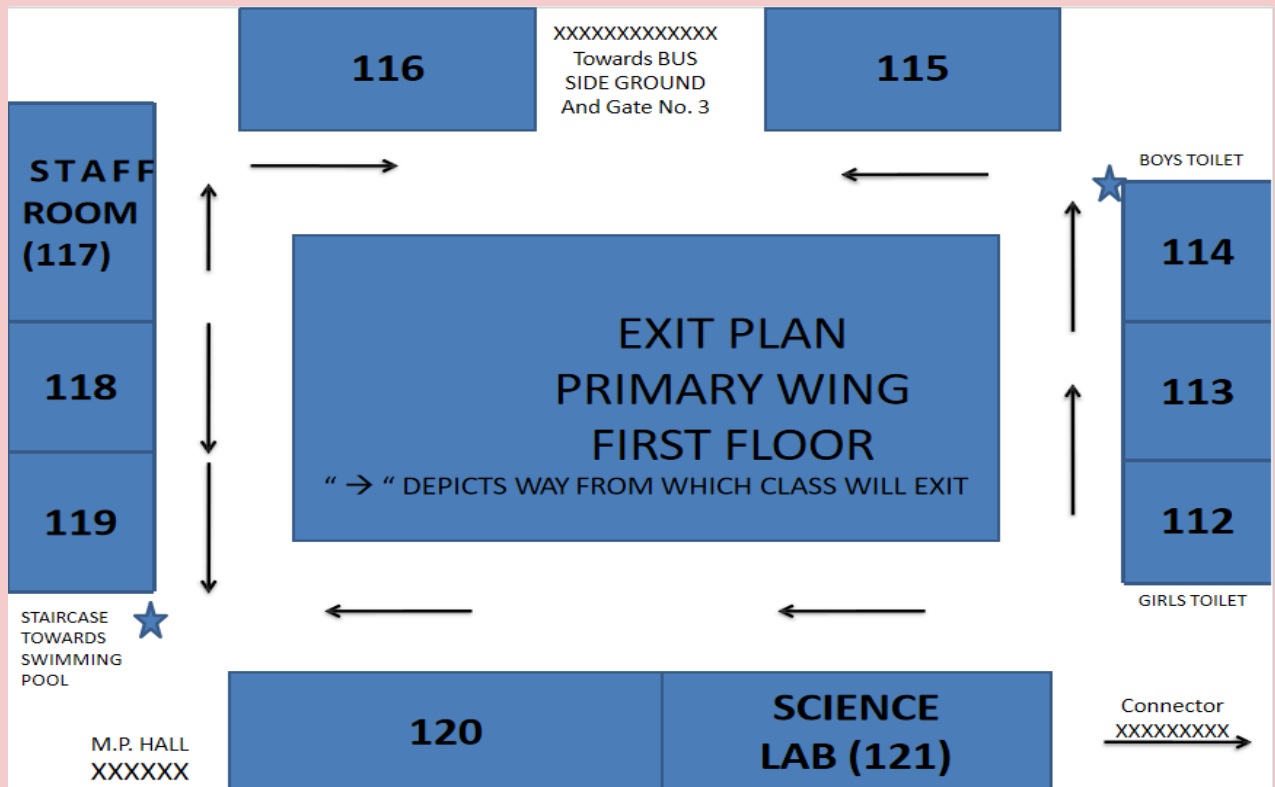 116
XXXXXXXXXXXXX
Towards BUS
SIDE GROUND
And Gate No. 3
115
STAFF
ROOM
(117)
118
119
BOYS TOILET
114
113
112
GIRLS TOILET
EXIT PLAN
PRIMARY WING
FIRST FLOOR
“ → “ DEPICTS WAY FROM WHICH CLASS WILL EXIT
STAIRCASE
TOWARDS
SWIMMING
POOL
M.P. HALL
XXXXXX
120
SCIENCE
LAB (121)
Connector
XXXXXXXXX